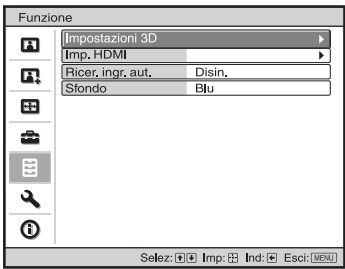 Funzione
Impostazioni 3D
Imp. HDMI
Ricer. ingr. aut. Disin.
Sfondo Blu
Selez: Imp: Ind: Esci: MENU